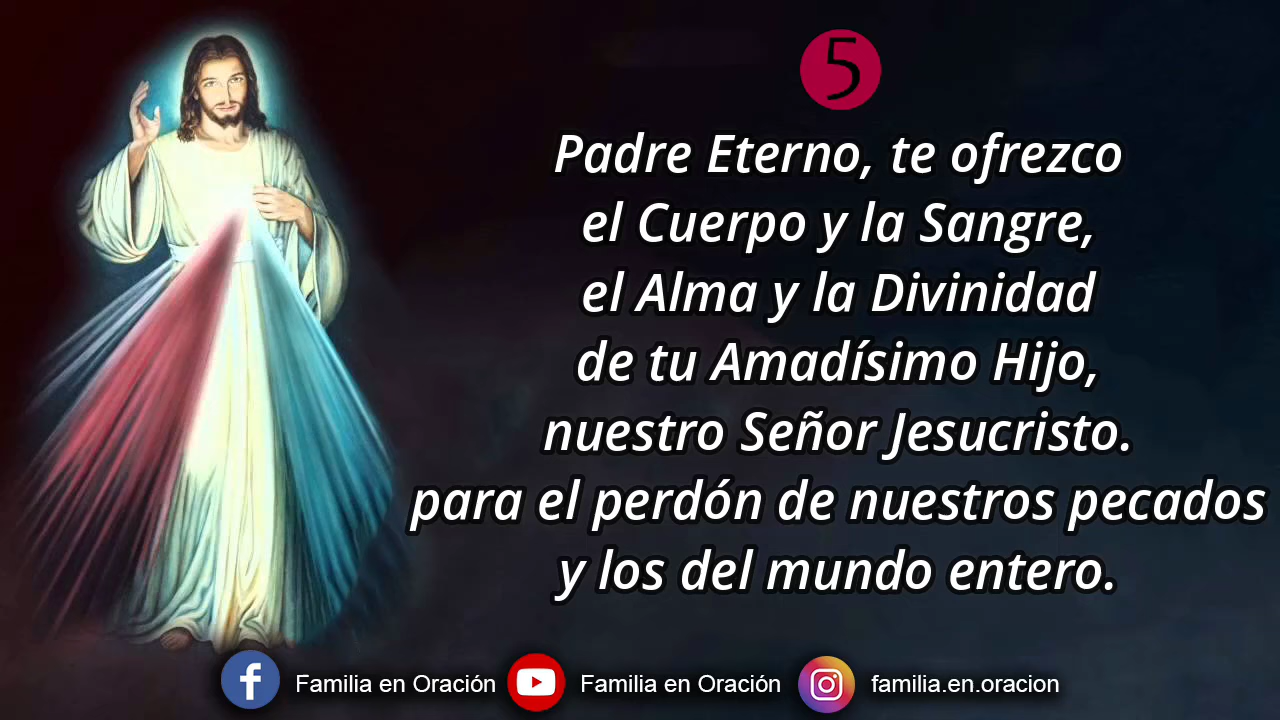 5
Padre Eterno, te ofrezco
el Cuerpo y la Sangre,
el Alma y la Divinidad
de tu Amadísimo Hijo,
nuestro Señor Jesucristo.
para el perdón de nuestros pecados
y los del mundo entero.
Familia en Oración Familia en Oración familia.en.oracion